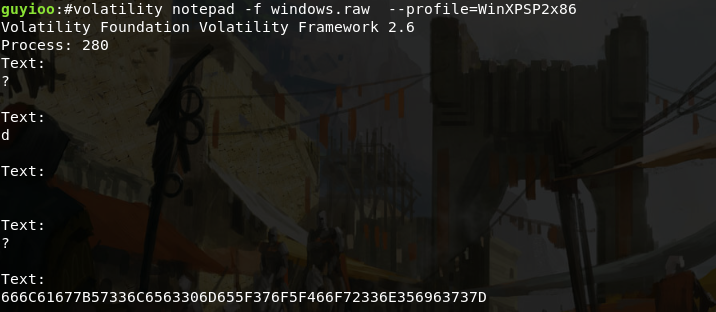 guyioo:#volatility notepad -f windows.raw  --profile=WinXPSP2x86
Volatility Foundation Volatility Framework 2.6
Process: 280
Text:
?
Text:
d
Text:
Text:
?
Text:
666C61677B57336C6563306D655F376F5F466F72336E356963737D